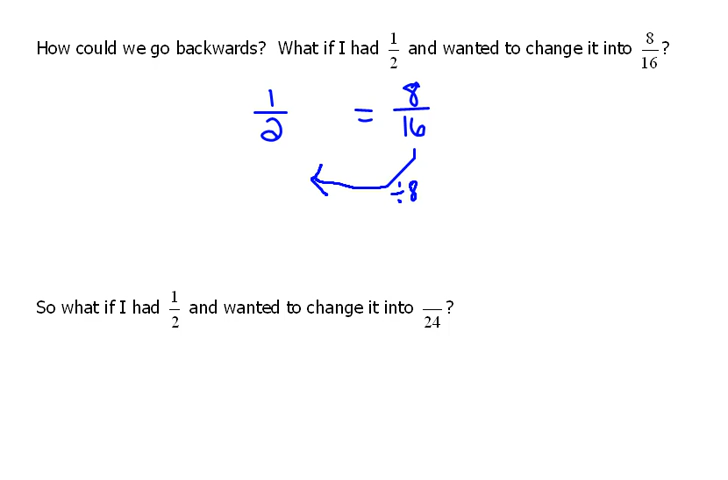 How could we go backwards? What if I had 1/2 and wanted to change it into 8/16?
1/2 = 8/16
÷8
So what if I had 1/2 and wanted to change it into __/24?